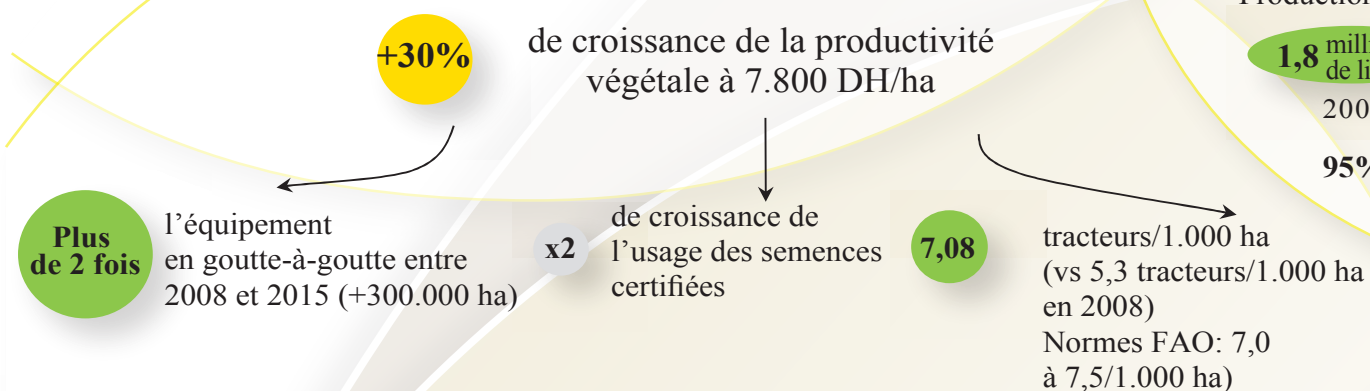 +30%
de croissance de la productivité
végétale à 7.800 DH/ha
Plus
de 2 fois
l’équipement
en goutte-à-goutte entre
2008 et 2015 (+300.000 ha)
x2
de croissance de
l’usage des semences
certifiées
7,08
tracteurs/1.000 ha
(vs 5,3 tracteurs/1.000 ha
en 2008)
Normes FAO: 7,0
à 7,5/1.000 ha)
Production
1,8
de
95%